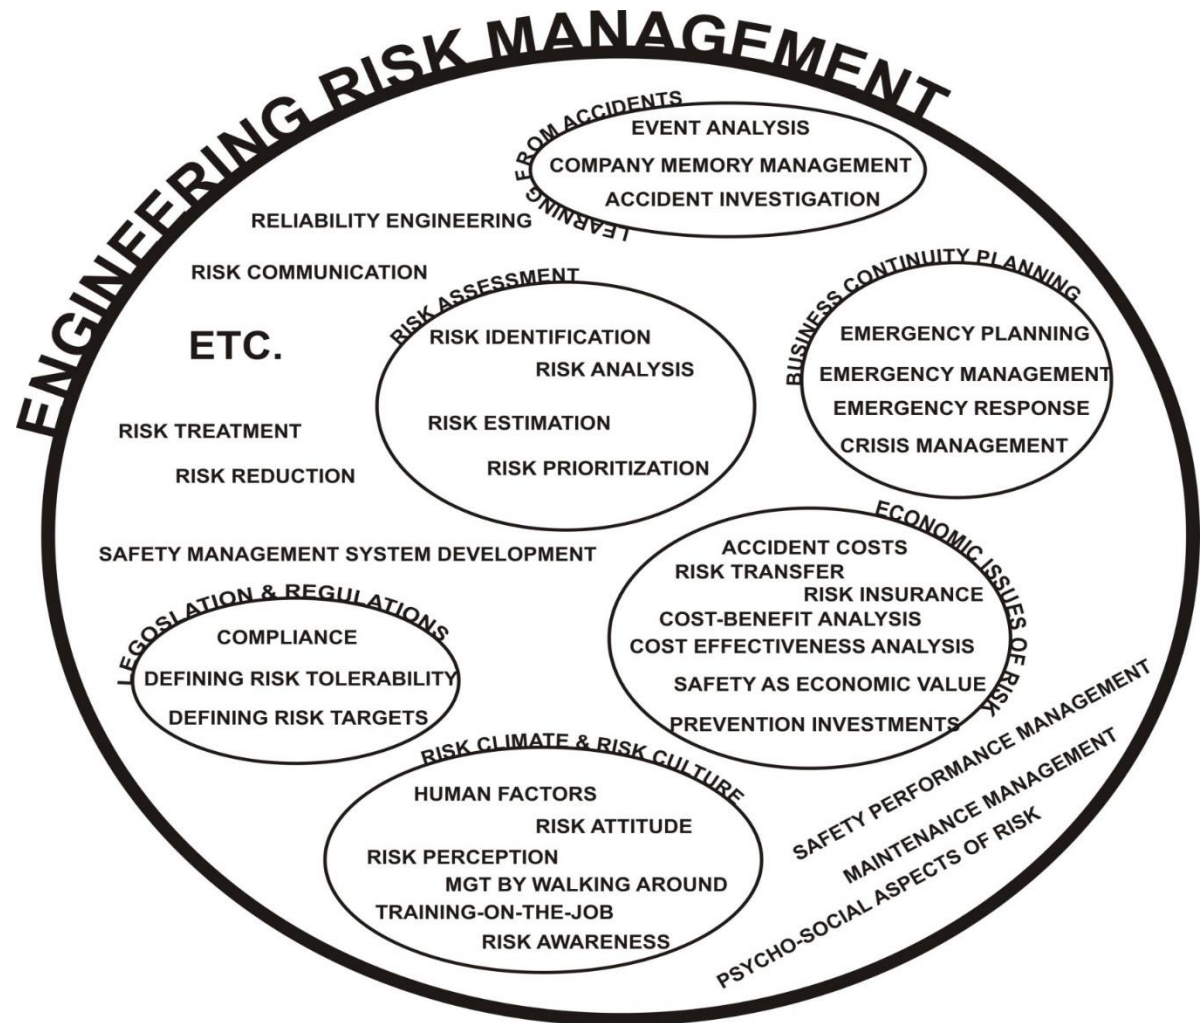 ENGINEERING RISK MANAGEMENT
LEARNING FROM ACCIDENTS
EVENT ANALYSIS
COMPANY MEMORY MANAGEMENT
ACCIDENT INVESTIGATION
RELIABILITY ENGINEERING
RISK COMMUNICATION
ETC.
RISK TREATMENT
RISK REDUCTION
RISK ASSESSMENT
RISK IDENTIFICATION
RISK ANALYSIS
RISK ESTIMATION
RISK PRIORITIZATION
BUSINESS CONTINUITY PLANNING
EMERGENCY PLANNING
EMERGENCY MANAGEMENT
EMERGENCY RESPONSE
CRISIS MANAGEMENT
SAFETY MANAGEMENT SYSTEM DEVELOPMENT
ECONOMIC ISSUES OF RISK
ACCIDENT COSTS
RISK TRANSFER
RISK INSURANCE
COST-BENEFIT ANALYSIS
COST EFFECTIVENESS ANALYSIS
SAFETY AS ECONOMIC VALUE
PREVENTION INVESTMENTS
LEGOSLATION & REGULATIONS
COMPLIANCE
DEFINING RISK TOLERABILITY
DEFINING RISK TARGETS
RISK CLIMATE & RISK CULTURE
HUMAN FACTORS
RISK ATTITUDE
RISK PERCEPTION
MGT BY WALKING AROUND
TRAINING-ON-THE-JOB
RISK AWARENESS
SAFETY PERFORMANCE MANAGEMENT
MAINTENANCE MANAGEMENT
PSYCHO-SOCIAL ASPECTS OF RISK